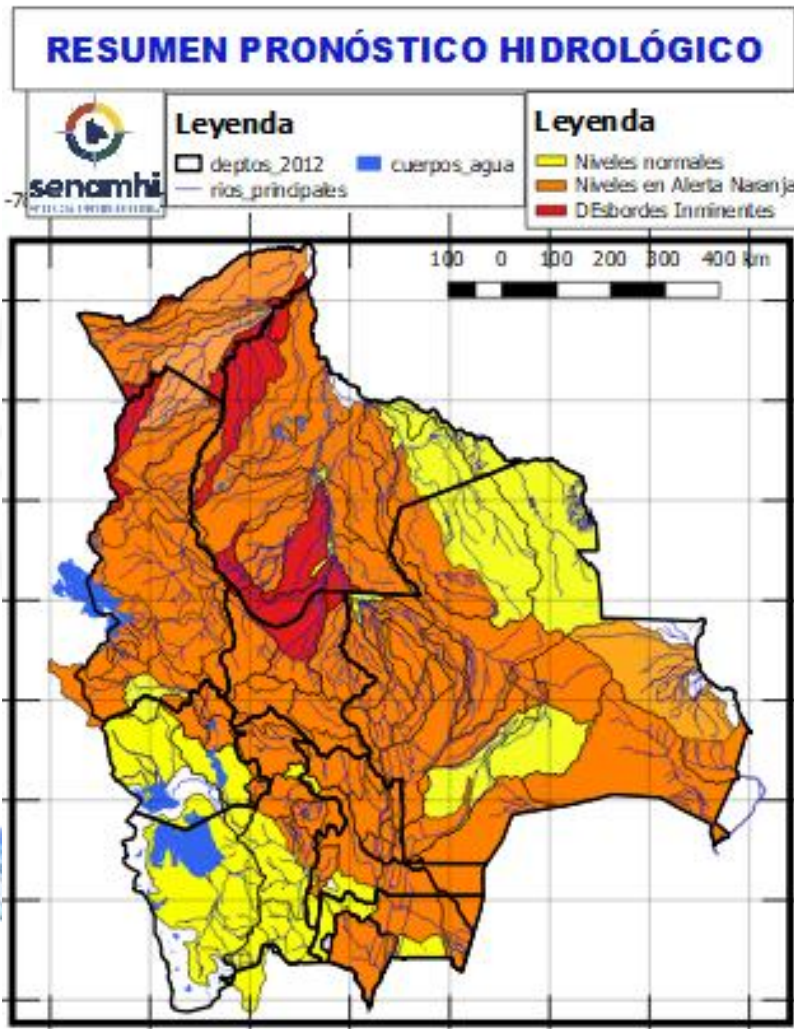 RESUMEN PRONÓSTICO HIDROLÓGICO
senamhi
Leyenda
deptos_2012
cuerpos_agua
rios_principales
Leyenda
Niveles normales
Niveles en Alerta Naranja
DEsbordes Inminentes
100 0 100 200 300 400 km